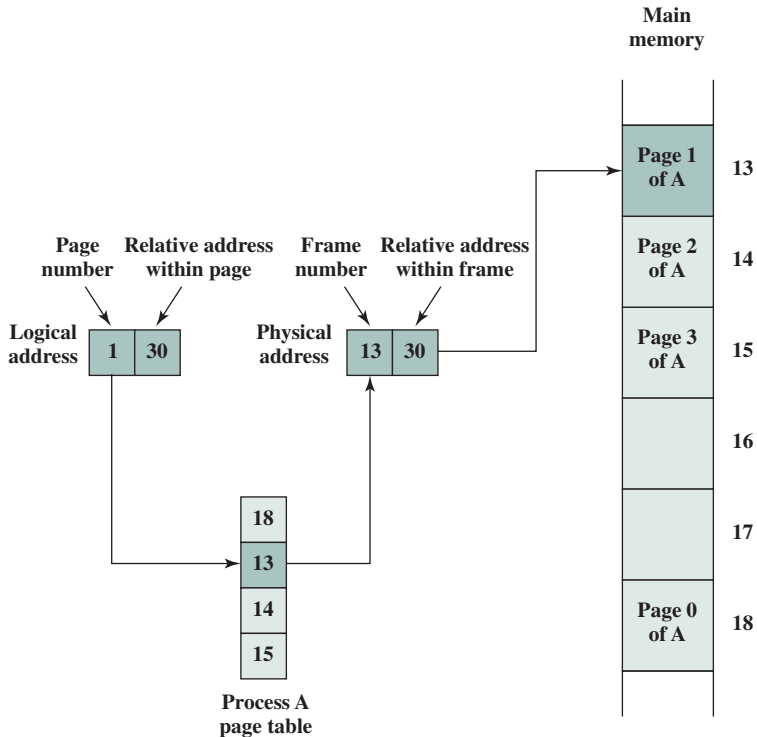 Main
memory
Page 1
of A
13
Page 2
of A
14
Page 3
of A
15
16
17
Page 0
of A
18
Page
number
Relative address
within page
Frame
number
Relative address
within frame
Logical
address
1 30
Physical
address
13 30
18
13
14
15
Process A
page table